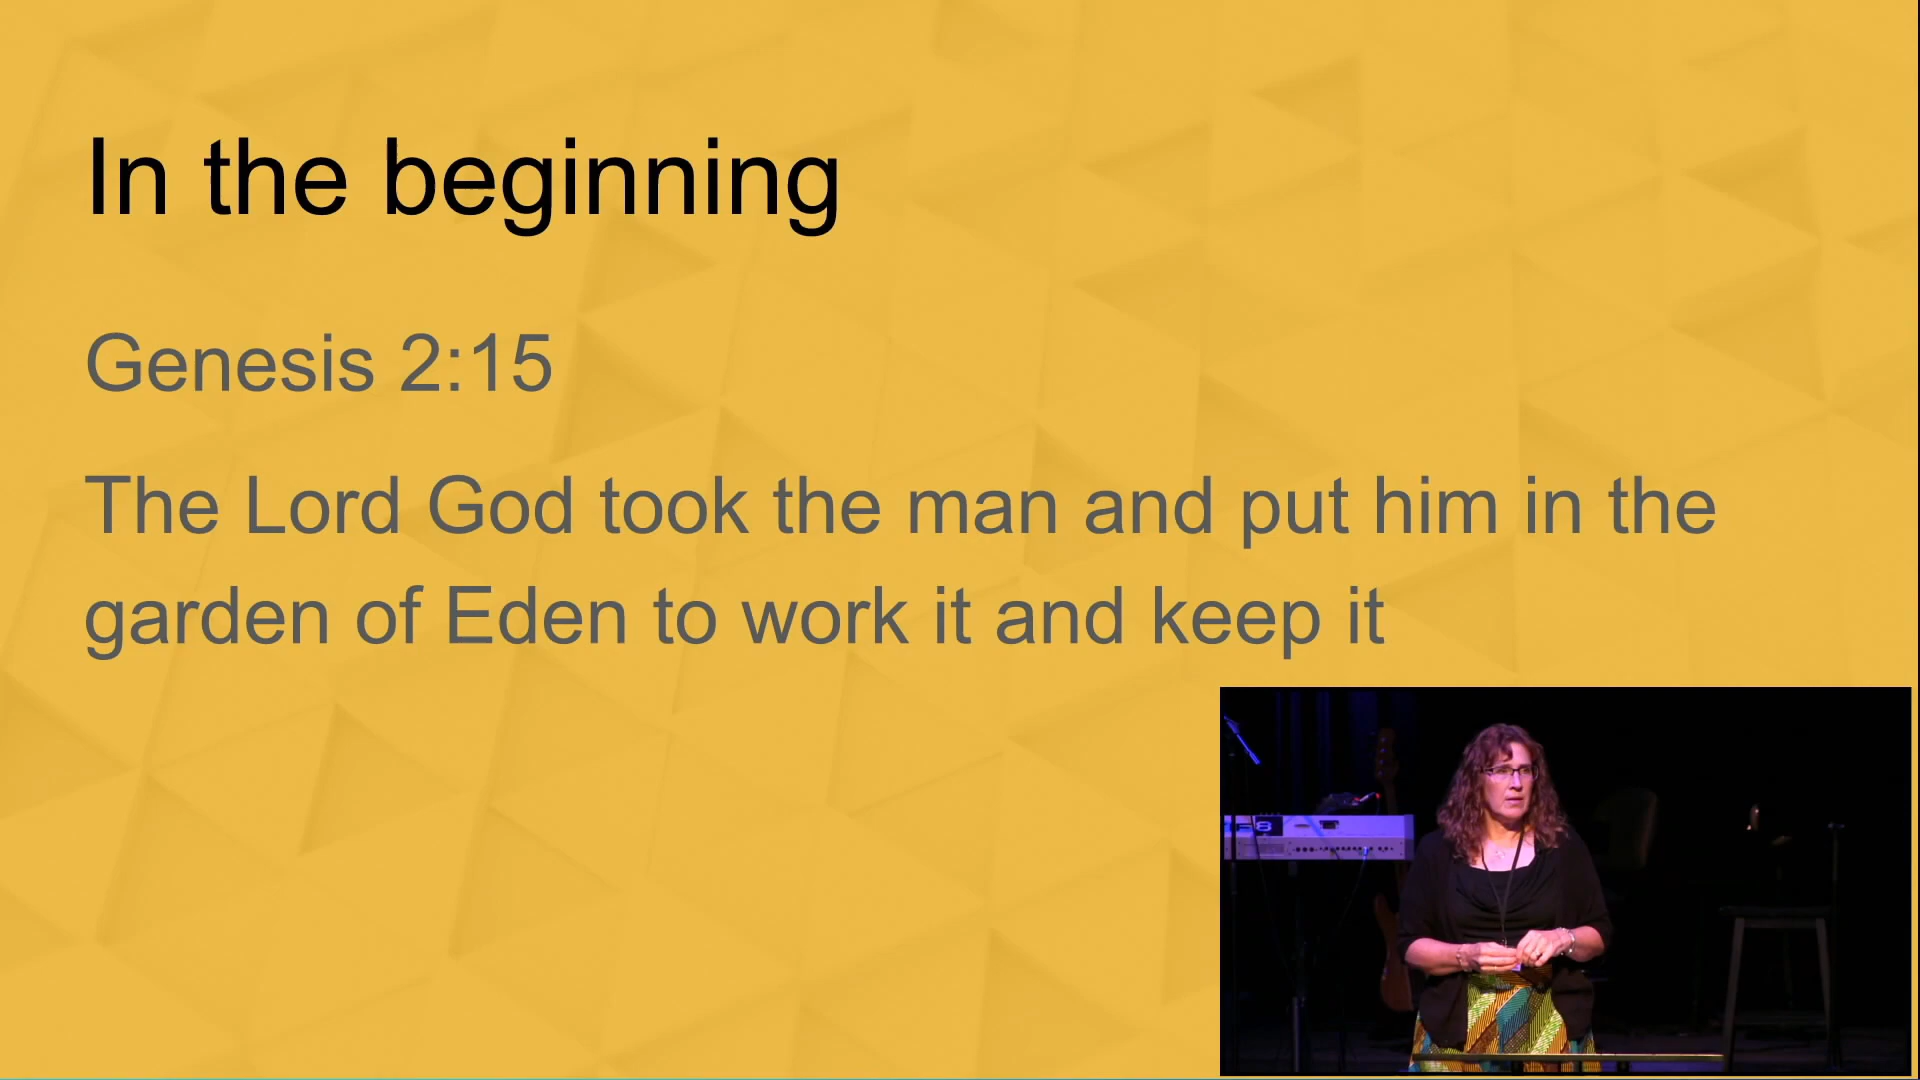 In the beginning
Genesis 2:15
The Lord God took the man and put him in the
garden of Eden to work it and keep it